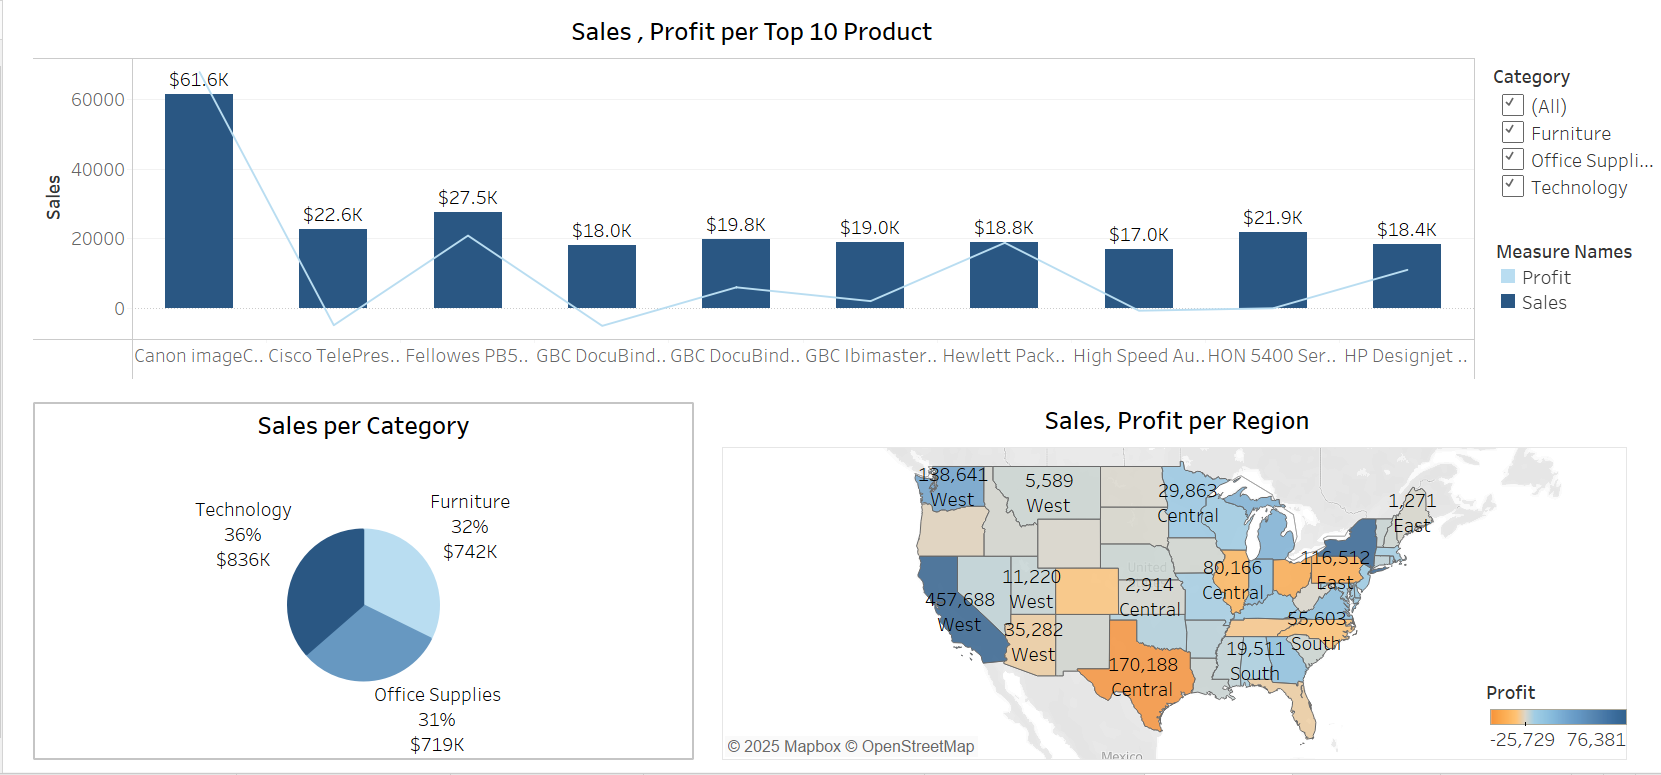 Sales , Profit per Top 10 Product
Sales
60000
40000
20000
0
$61.6K
$22.6K
$27.5K
$18.0K
$19.8K
$19.0K
$18.8K
$17.0K
$21.9K
$18.4K
Canon imageC..
Cisco TelePres..
Fellowes PB5..
GBC DocuBind..
GBC DocuBind..
GBC Ibimaster..
Hewlett Pack..
High Speed Au..
HON 5400 Ser..
HP Designjet ..
Category
(All)
Furniture
Office Suppli...
Technology
Measure Names
Profit
Sales
Sales per Category
Technology
36%
$836K
Furniture
32%
$742K
Office Supplies
31%
$719K
Sales, Profit per Region
138,641
West
5,589
West
29,863
Central
1,271
East
116,512
East
80,166
Central
11,220
West
2,914
Central
457,688
West
35,282
West
55,603
South
19,511
South
170,188
Central
United
Mexico
© 2025 Mapbox © OpenStreetMap
Profit
-25,729
76,381